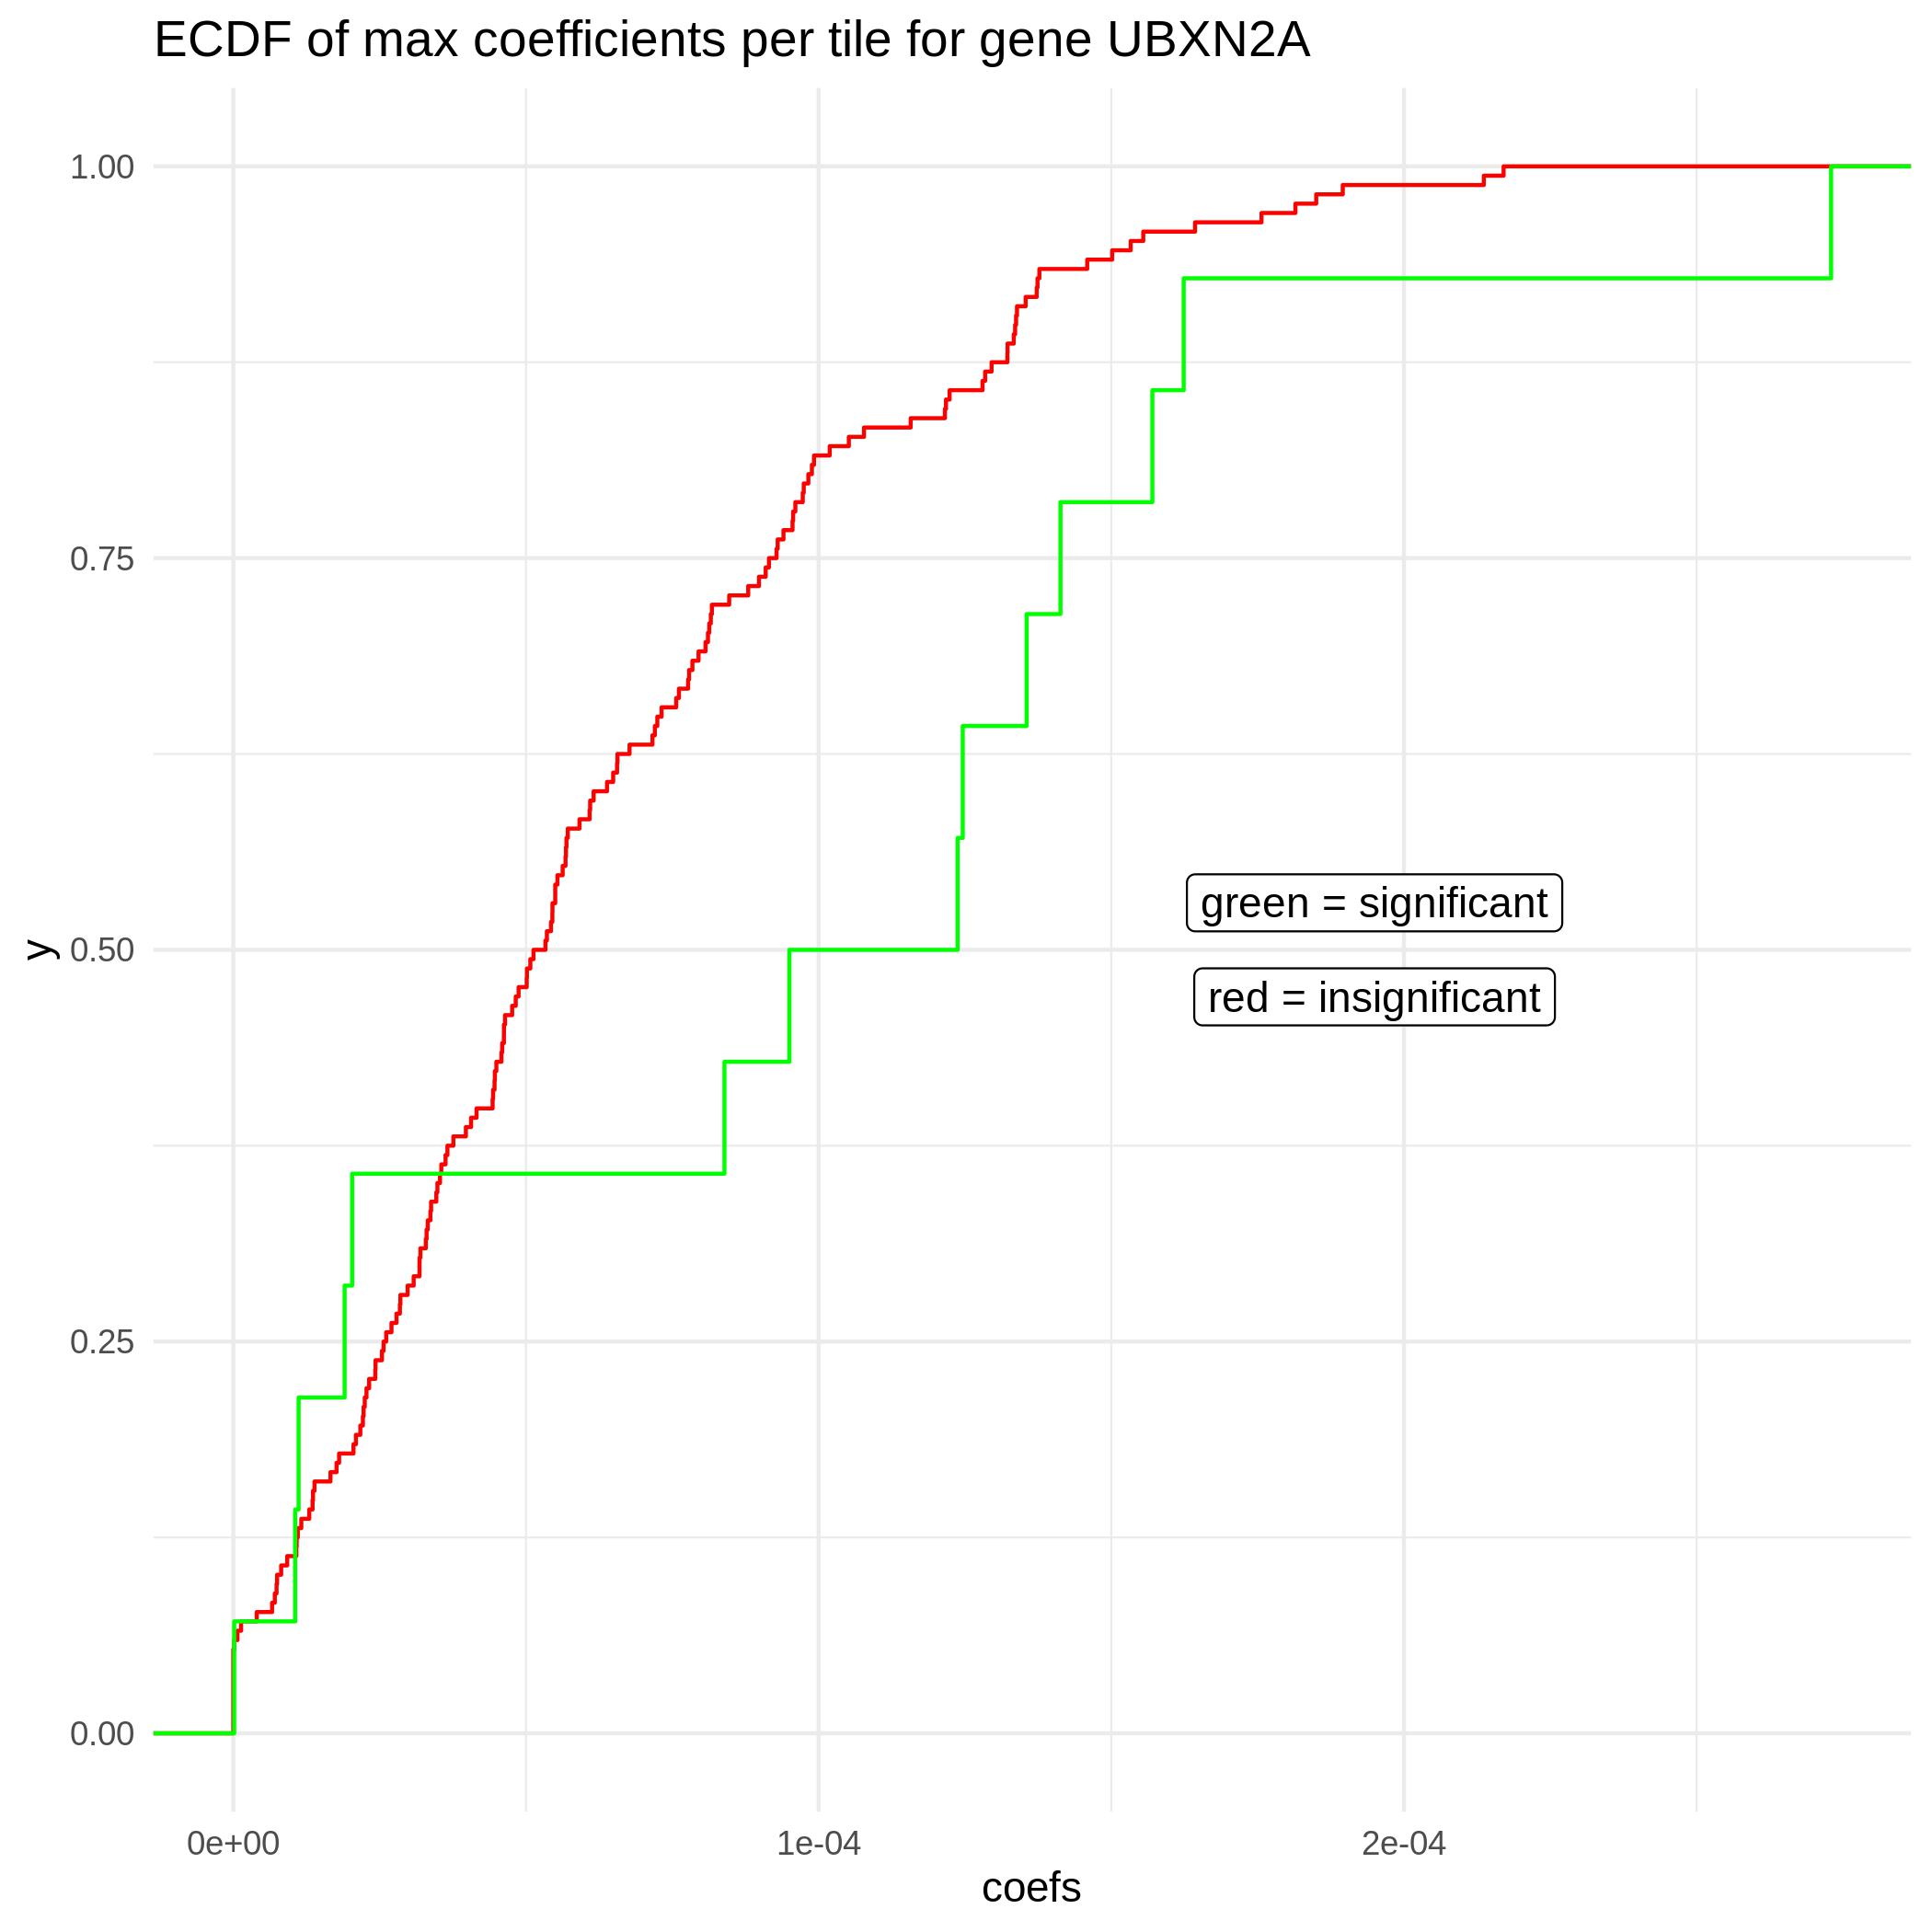 ECDF of max coefficients per tile for gene UBXN2A
1.00
0.75
0.50
0.25
0.00
y
green = significant
red = insignificant
0e+00 1e-04 2e-04
coefs